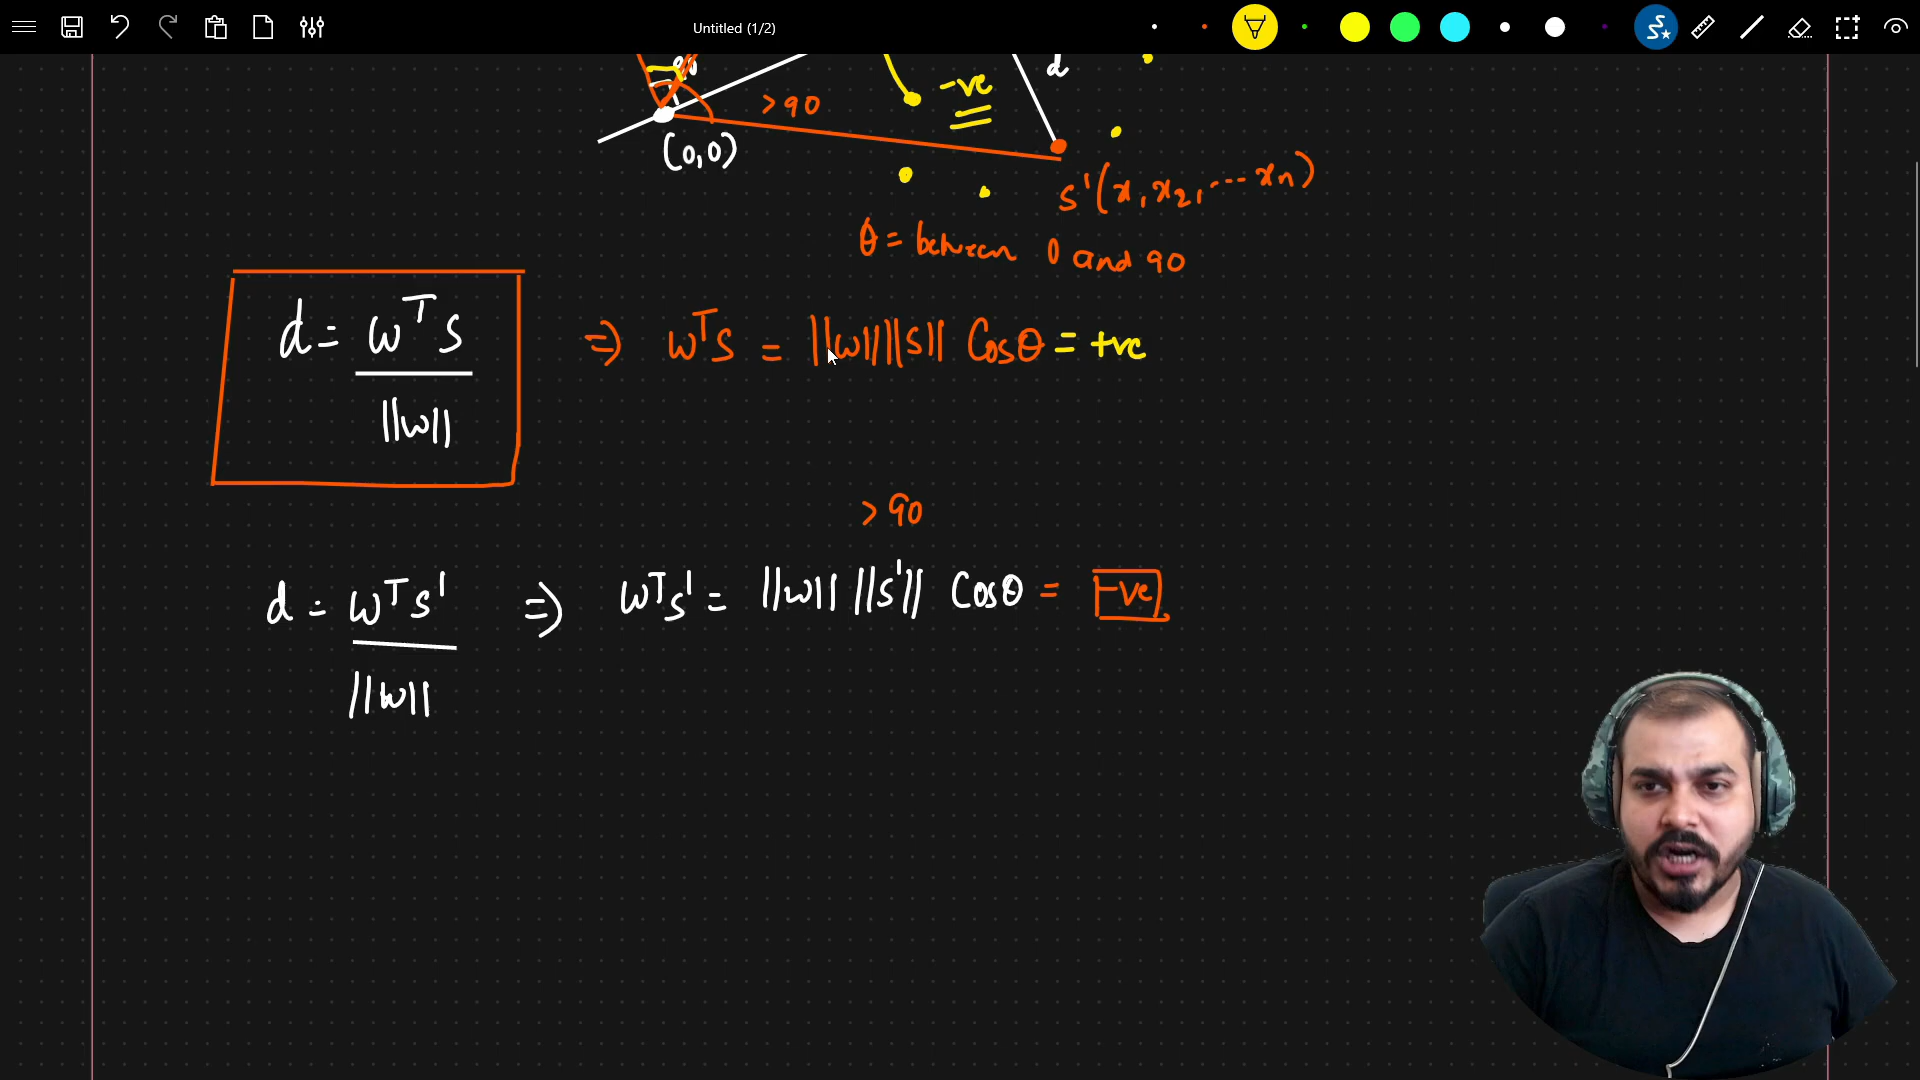 Untitled (1/2)
90
d
-ve
>90
(0,0)
s'(x, x2, ... xn)
θ = between 0 and 90
d = wᵀs / ||w|| => wᵀs = ||w|| ||s|| Cosθ = +ve
>90
d = wᵀs' / ||w|| => wᵀs' = ||w|| ||s'|| Cosθ = -ve